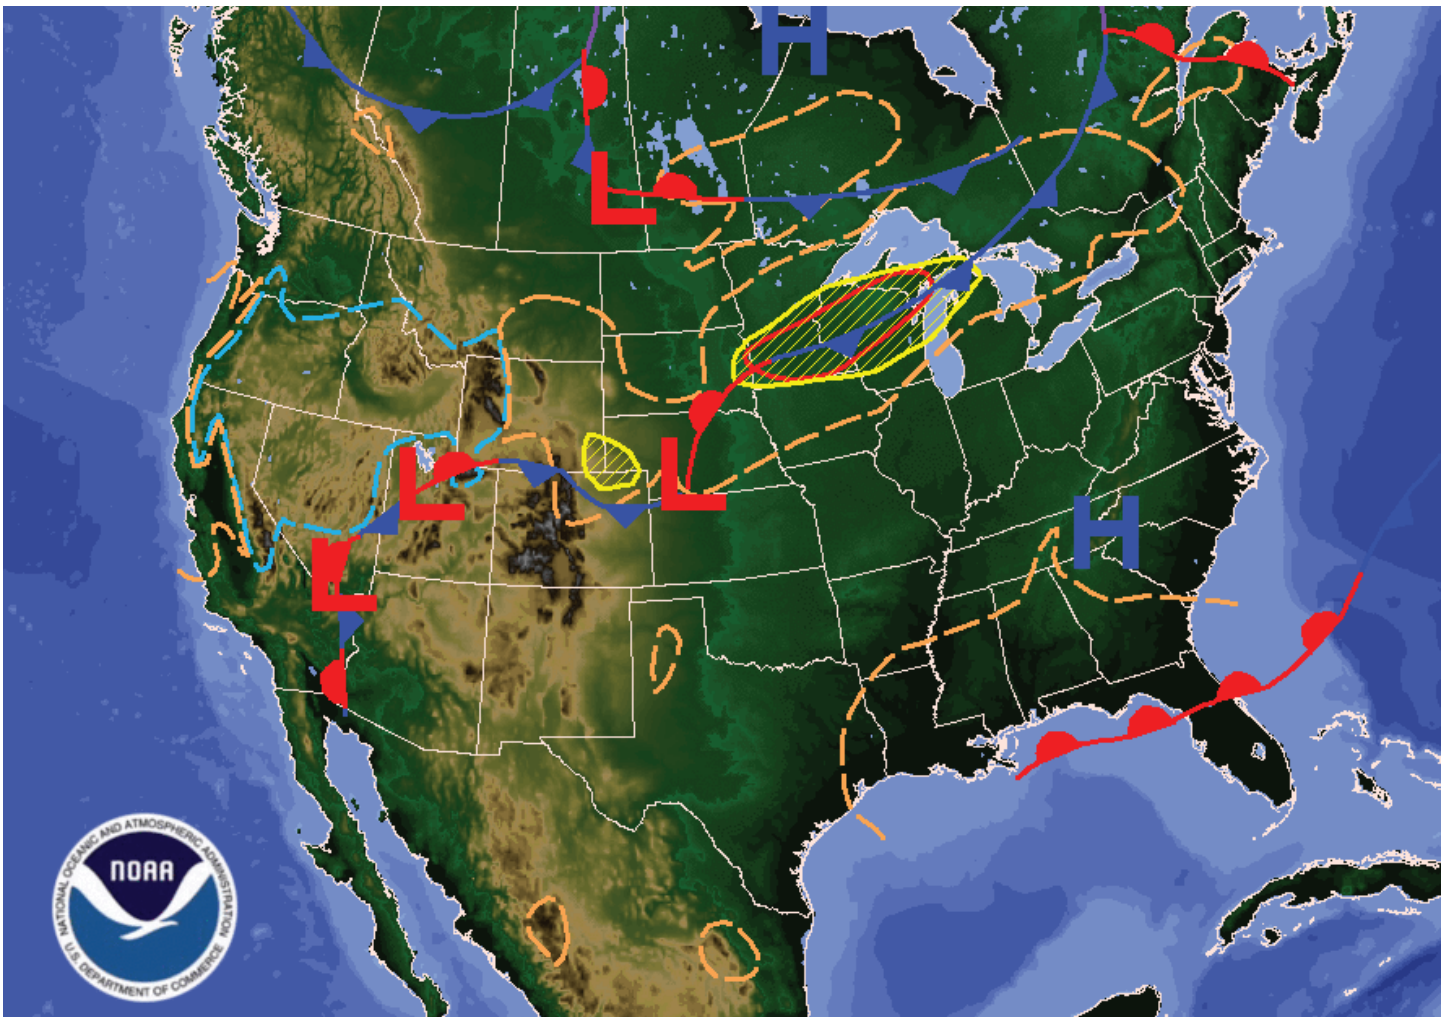 H
L
L
L
L
H
NATIONAL OCEANIC AND ATMOSPHERIC ADMINISTRATION
NOAA
U.S. DEPARTMENT OF COMMERCE